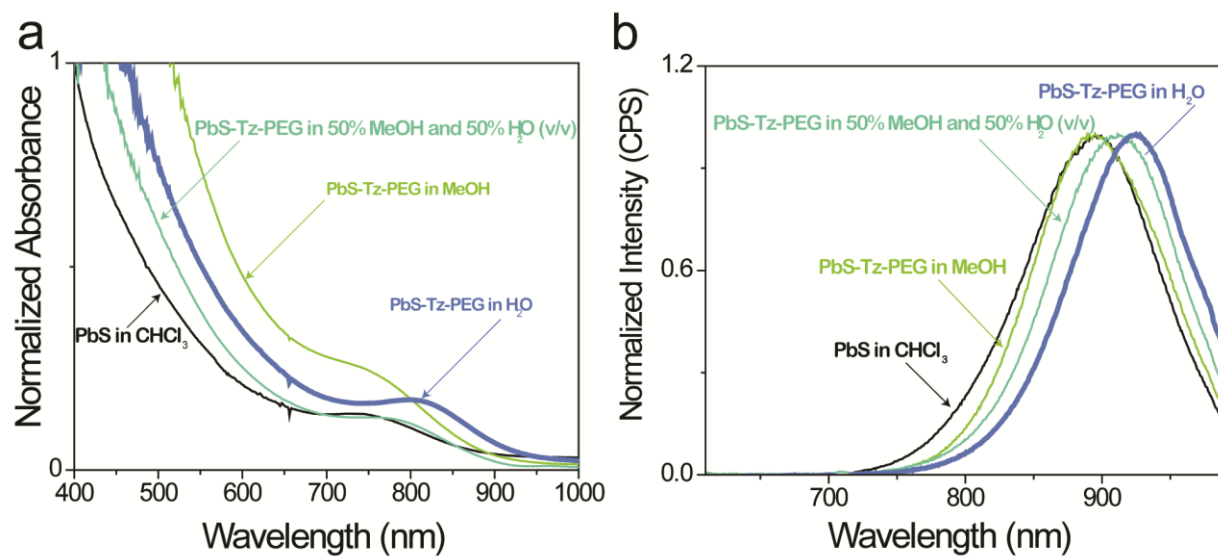 a
1
PbS-Tz-PEG in 50% MeOH and 50% H₂O (v/v)
PbS-Tz-PEG in MeOH
PbS-Tz-PEG in H₂O
PbS in CHCl₃
Normalized Absorbance
0
400 500 600 700 800 900 1000
Wavelength (nm)
b
1.2
PbS-Tz-PEG in H₂O
PbS-Tz-PEG in 50% MeOH and 50% H₂O (v/v)
0.6
PbS-Tz-PEG in MeOH
PbS in CHCl₃
Normalized Intensity (CPS)
0.0
700 800 900
Wavelength (nm)